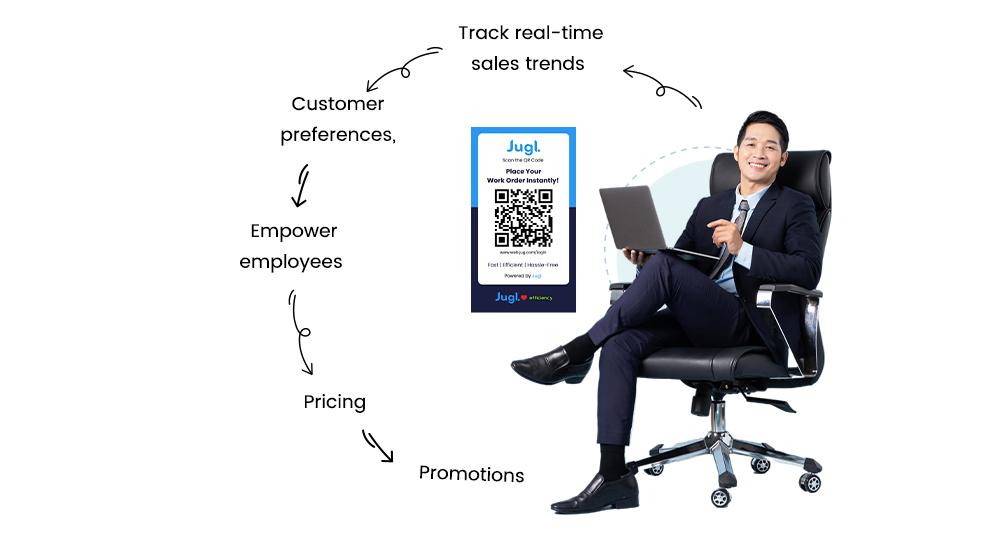 Track real-time
sales trends
Customer
preferences,
Empower
employees
Pricing
Promotions
Jugl.
Scan the QR Code
Place Your
Work Order Instantly!
www.web.jugl.com/login
Fast | Efficient | Hassle-Free
Powered by Jugl
Jugl. efficiency